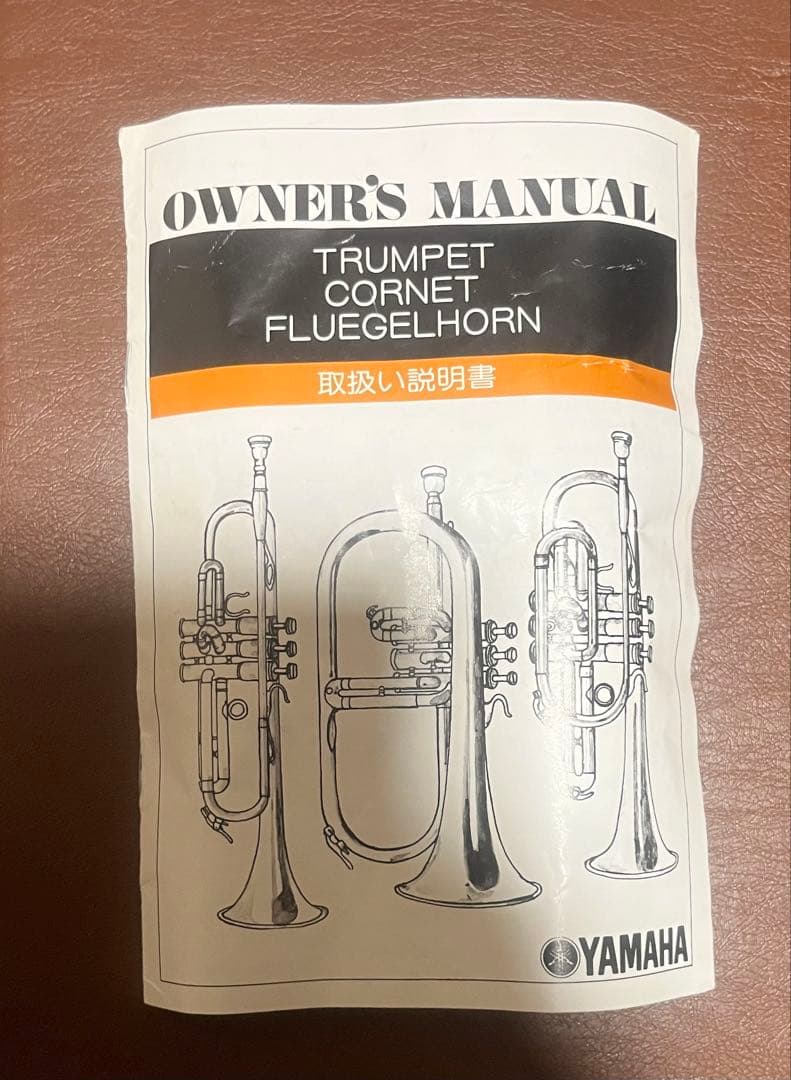 OWNER'S MANUAL
TRUMPET
CORNET
FLUEGELHORN
取扱い説明書
YAMAHA